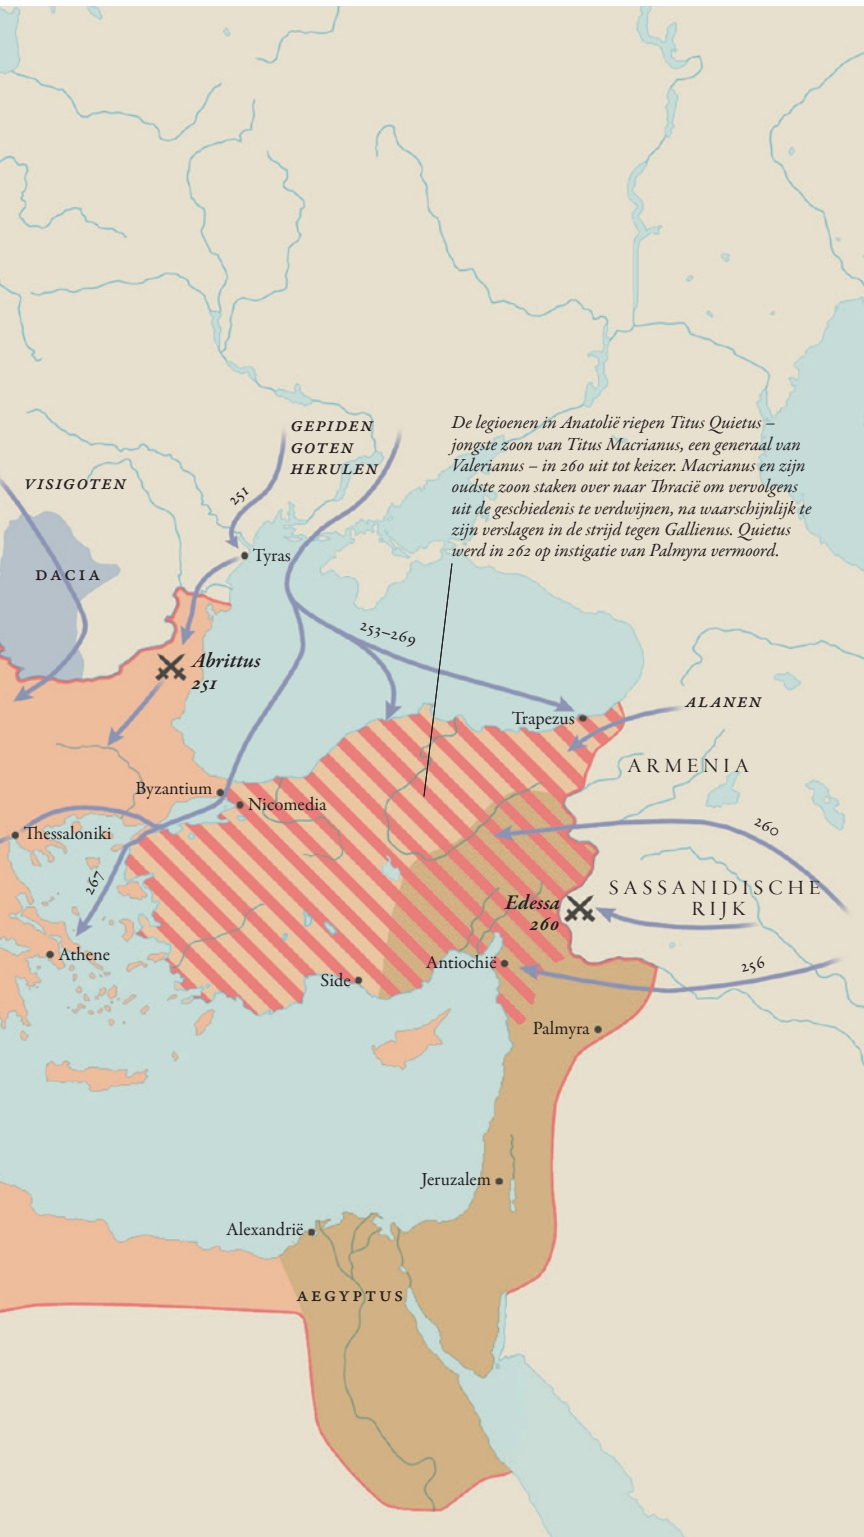 GEPIDEN
GOTEN
HERULEN
De legioenen in Anatolië riepen Titus Quietus –
jongste zoon van Titus Macrianus, een generaal van
Valerianus – in 260 uit tot keizer. Macrianus en zijn
oudste zoon staken over naar Thracië om vervolgens
uit de geschiedenis te verdwijnen, na waarschijnlijk te
zijn verslagen in de strijd tegen Gallienus. Quietus
werd in 262 op instigatie van Palmyra vermoord.
VISIGOTEN
251
Tyras
DACIA
253–269
Abrittus
251
ALANEN
Trapezus
ARMENIA
Byzantium
Nicomedia
260
Thessaloniki
267
SASSANIDISCHE
RIJK
Edessa
260
Athene
Antiochië
256
Side
Palmyra
Jeruzalem
Alexandrië
AEGYPTUS